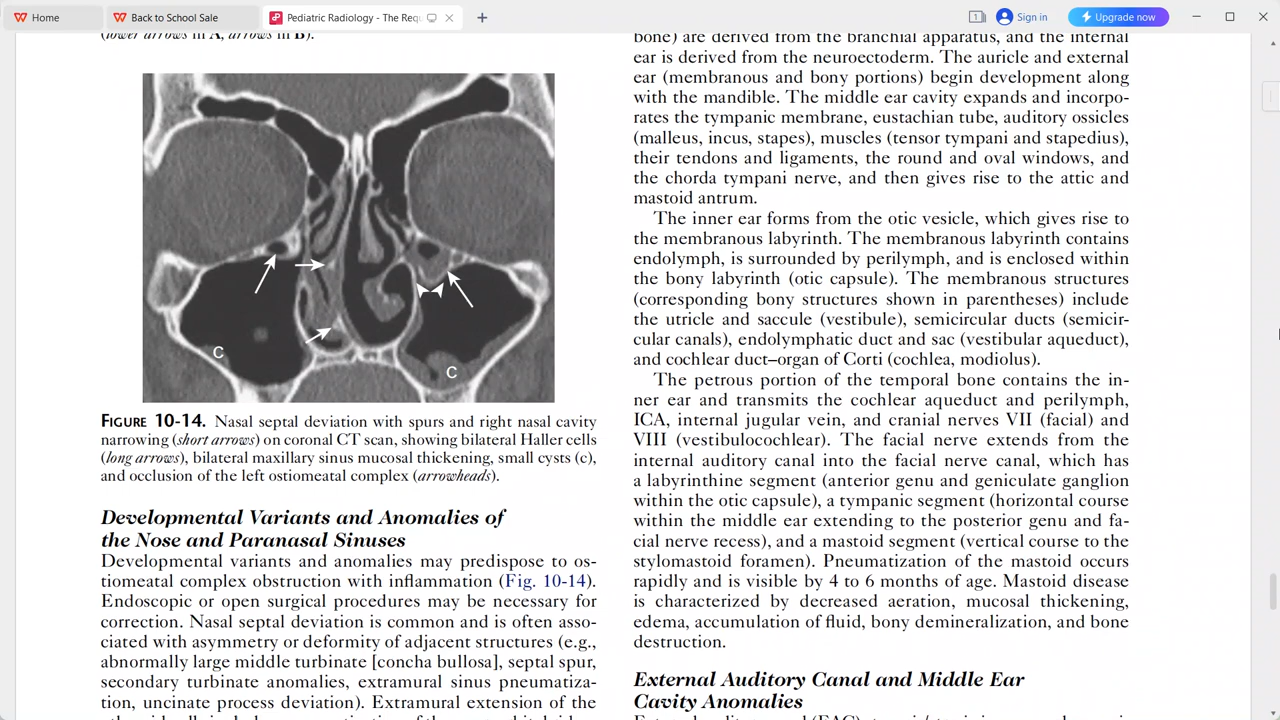 Home
Back to School Sale
Pediatric Radiology - The Requ
1
Sign in
Upgrade now
(lower arrows in A, arrows in B).
C
C
FIGURE 10-14. Nasal septal deviation with spurs and right nasal cavity
narrowing (short arrows) on coronal CT scan, showing bilateral Haller cells
(long arrows), bilateral maxillary sinus mucosal thickening, small cysts (c),
and occlusion of the left ostiomeatal complex (arrowheads).
Developmental Variants and Anomalies of
the Nose and Paranasal Sinuses
Developmental variants and anomalies may predispose to os-
tiomeatal complex obstruction with inflammation (Fig. 10-14).
Endoscopic or open surgical procedures may be necessary for
correction. Nasal septal deviation is common and is often asso-
ciated with asymmetry or deformity of adjacent structures (e.g.,
abnormally large middle turbinate [concha bullosa], septal spur,
secondary turbinate anomalies, extramural sinus pneumatiza-
tion, uncinate process deviation). Extramural extension of the
bone) are derived from the branchial apparatus, and the internal
ear is derived from the neuroectoderm. The auricle and external
ear (membranous and bony portions) begin development along
with the mandible. The middle ear cavity expands and incorpo-
rates the tympanic membrane, eustachian tube, auditory ossicles
(malleus, incus, stapes), muscles (tensor tympani and stapedius),
their tendons and ligaments, the round and oval windows, and
the chorda tympani nerve, and then gives rise to the attic and
mastoid antrum.
The inner ear forms from the otic vesicle, which gives rise to
the membranous labyrinth. The membranous labyrinth contains
endolymph, is surrounded by perilymph, and is enclosed within
the bony labyrinth (otic capsule). The membranous structures
(corresponding bony structures shown in parentheses) include
the utricle and saccule (vestibule), semicircular ducts (semicir-
cular canals), endolymphatic duct and sac (vestibular aqueduct),
and cochlear duct–organ of Corti (cochlea, modiolus).
The petrous portion of the temporal bone contains the in-
ner ear and transmits the cochlear aqueduct and perilymph,
ICA, internal jugular vein, and cranial nerves VII (facial) and
VIII (vestibulocochlear). The facial nerve extends from the
internal auditory canal into the facial nerve canal, which has
a labyrinthine segment (anterior genu and geniculate ganglion
within the otic capsule), a tympanic segment (horizontal course
within the middle ear extending to the posterior genu and fa-
cial nerve recess), and a mastoid segment (vertical course to the
stylomastoid foramen). Pneumatization of the mastoid occurs
rapidly and is visible by 4 to 6 months of age. Mastoid disease
is characterized by decreased aeration, mucosal thickening,
edema, accumulation of fluid, bony demineralization, and bone
destruction.
External Auditory Canal and Middle Ear
Cavity Anomalies